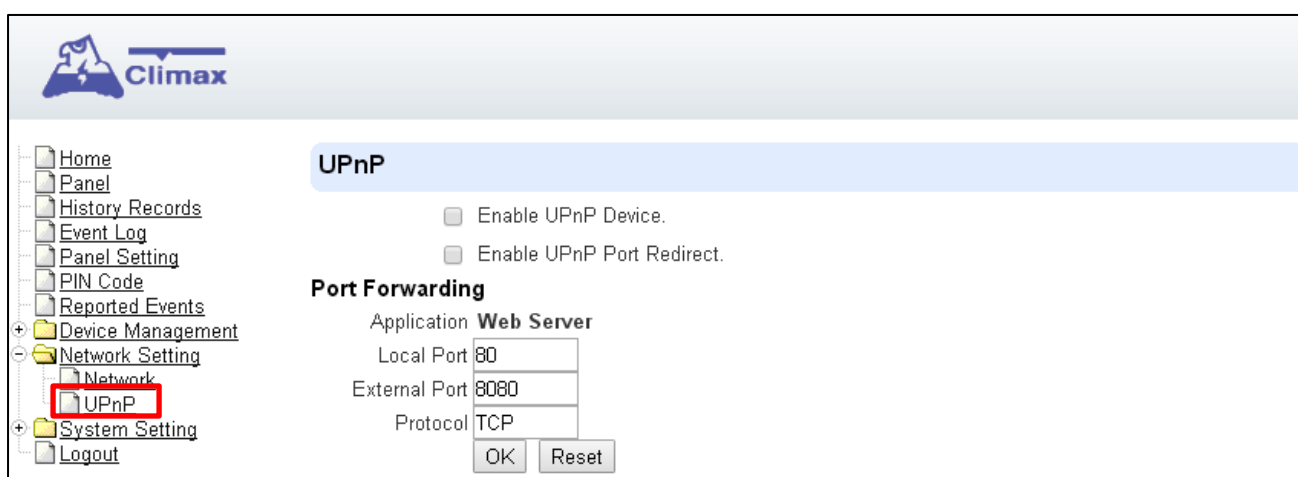 Climax
Home
Panel
History Records
Event Log
Panel Setting
PIN Code
Reported Events
Device Management
Network Setting
Network
UPnP
System Setting
Logout
UPnP
Enable UPnP Device.
Enable UPnP Port Redirect.
Port Forwarding
Application Web Server
Local Port 80
External Port 8080
Protocol TCP
OK Reset